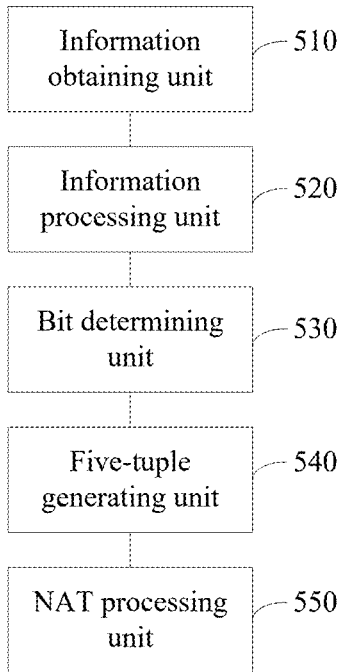 Information
510
obtaining unit
Information
520
processing unit
Bit determining
530
unit
Five-tuple
540
generating unit
NAT processing
550
unit